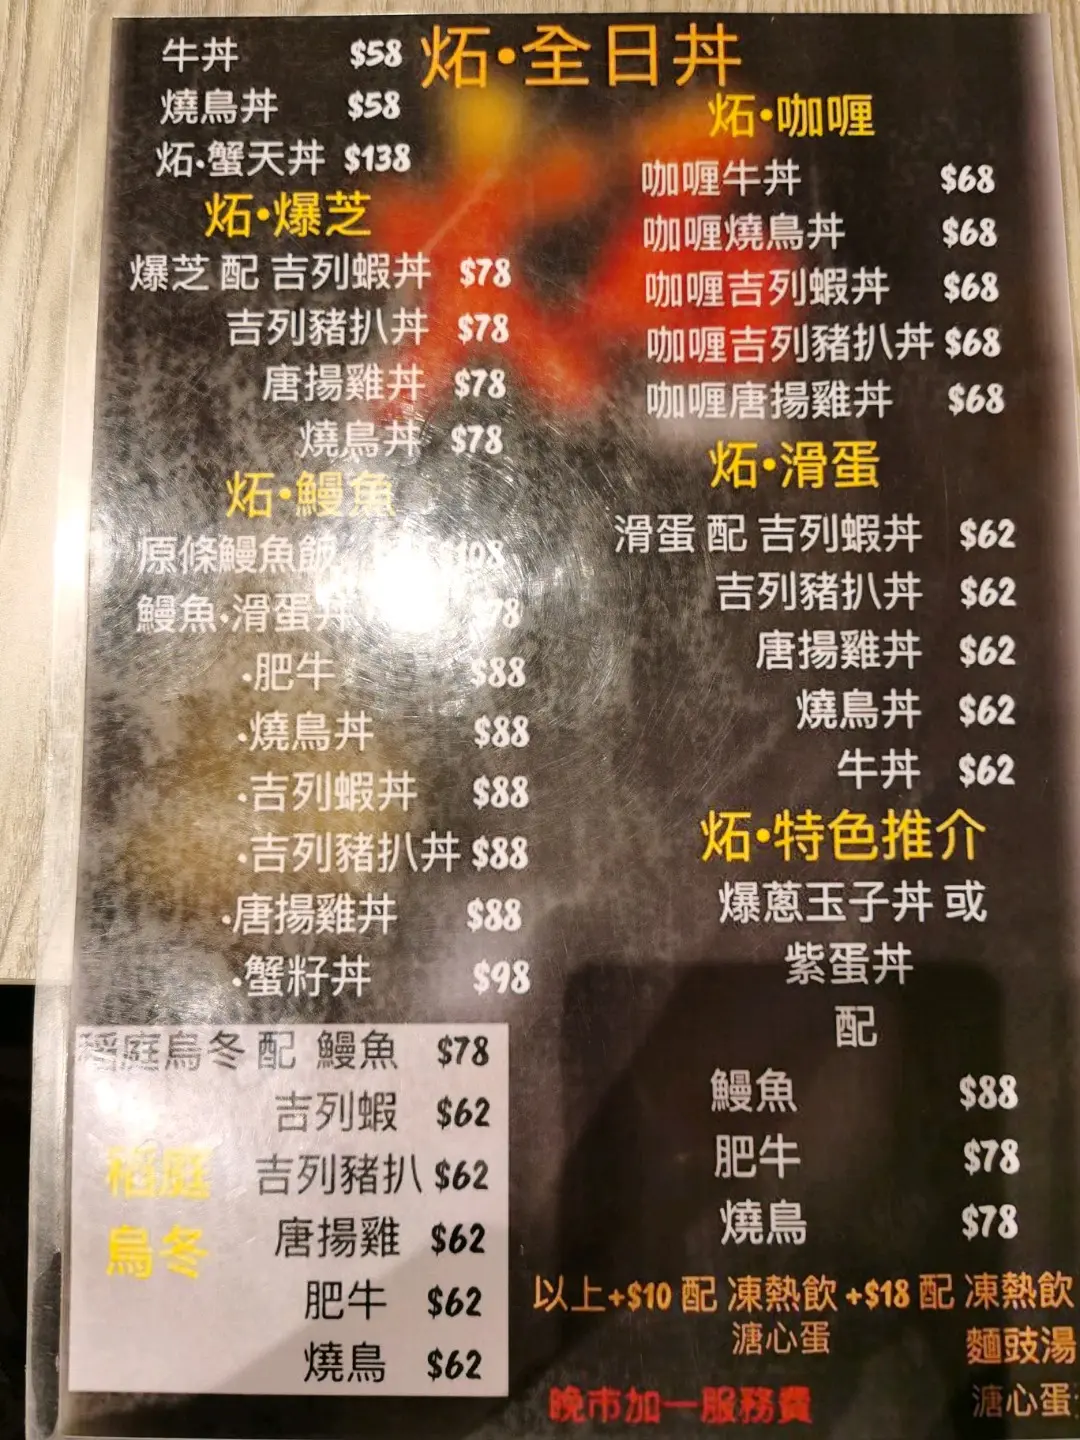 炻•全日丼
牛丼 $58
燒鳥丼 $58
炻•蟹天丼 $138
炻•爆芝
爆芝 配 吉列蝦丼 $78
吉列豬扒丼 $78
唐揚雞丼 $78
燒鳥丼 $78
炻•鰻魚
原條鰻魚飯 $108
鰻魚•滑蛋丼 $78
•肥牛 $88
•燒鳥丼 $88
•吉列蝦丼 $88
•吉列豬扒丼 $88
•唐揚雞丼 $88
•蟹籽丼 $98
稻庭烏冬 配 鰻魚 $78
吉列蝦 $62
吉列豬扒 $62
唐揚雞 $62
肥牛 $62
燒鳥 $62
稻庭
烏冬
炻•咖喱
咖喱牛丼 $68
咖喱燒鳥丼 $68
咖喱吉列蝦丼 $68
咖喱吉列豬扒丼 $68
咖喱唐揚雞丼 $68
炻•滑蛋
滑蛋 配 吉列蝦丼 $62
吉列豬扒丼 $62
唐揚雞丼 $62
燒鳥丼 $62
牛丼 $62
炻•特色推介
爆蔥玉子丼 或
紫蛋丼
配
鰻魚 $88
肥牛 $78
燒鳥 $78
以上+$10 配 凍熱飲 +$18 配 凍熱飲
溏心蛋 麵豉湯
溏心蛋
晚市加一服務費